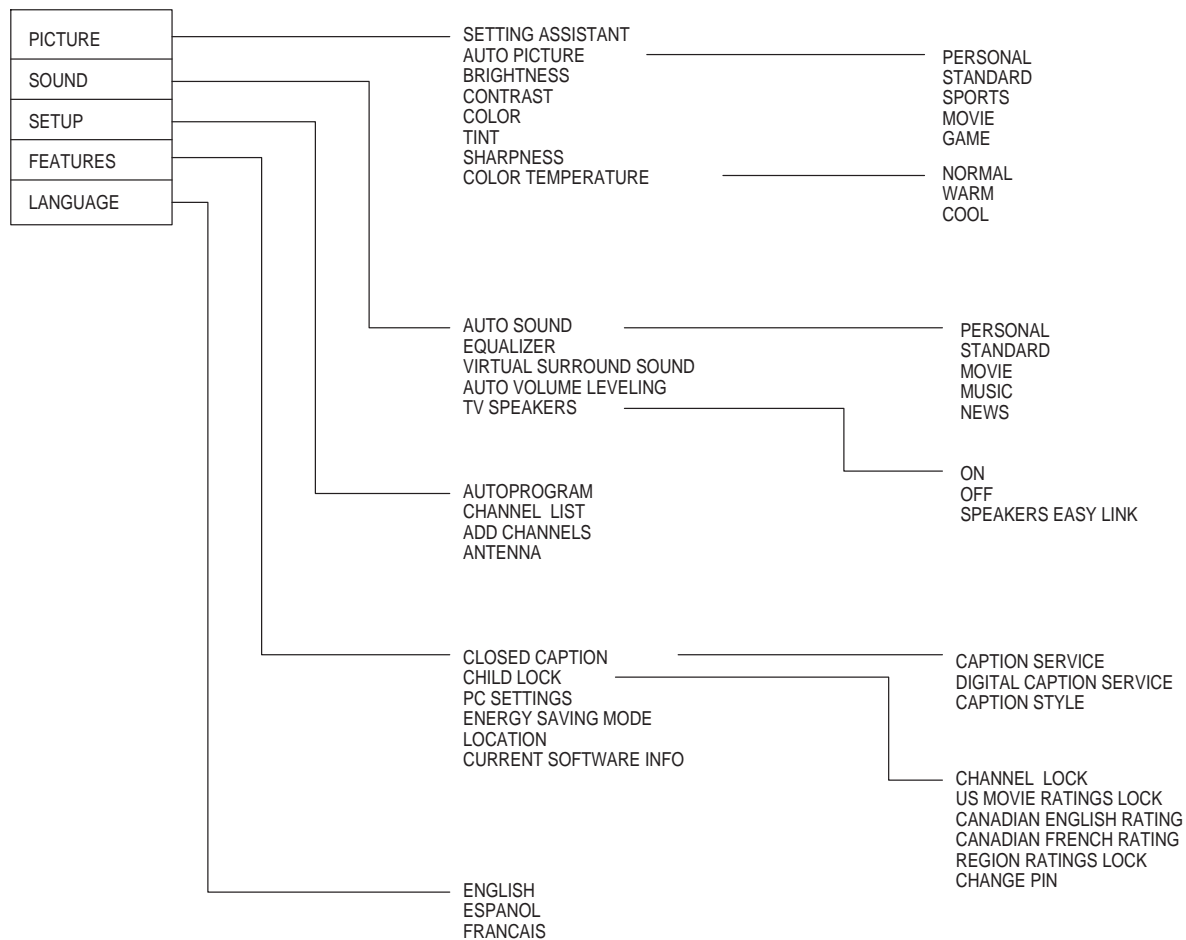 PICTURE
SOUND
SETUP
FEATURES
LANGUAGE
SETTING ASSISTANT
AUTO PICTURE
BRIGHTNESS
CONTRAST
COLOR
TINT
SHARPNESS
COLOR TEMPERATURE
PERSONAL
STANDARD
SPORTS
MOVIE
GAME
NORMAL
WARM
COOL
AUTO SOUND
EQUALIZER
VIRTUAL SURROUND SOUND
AUTO VOLUME LEVELING
TV SPEAKERS
PERSONAL
STANDARD
MOVIE
MUSIC
NEWS
ON
OFF
SPEAKERS EASY LINK
AUTOPROGRAM
CHANNEL LIST
ADD CHANNELS
ANTENNA
CLOSED CAPTION
CHILD LOCK
PC SETTINGS
ENERGY SAVING MODE
LOCATION
CURRENT SOFTWARE INFO
CAPTION SERVICE
DIGITAL CAPTION SERVICE
CAPTION STYLE
CHANNEL LOCK
US MOVIE RATINGS LOCK
CANADIAN ENGLISH RATING
CANADIAN FRENCH RATING
REGION RATINGS LOCK
CHANGE PIN
ENGLISH
ESPANOL
FRANCAIS